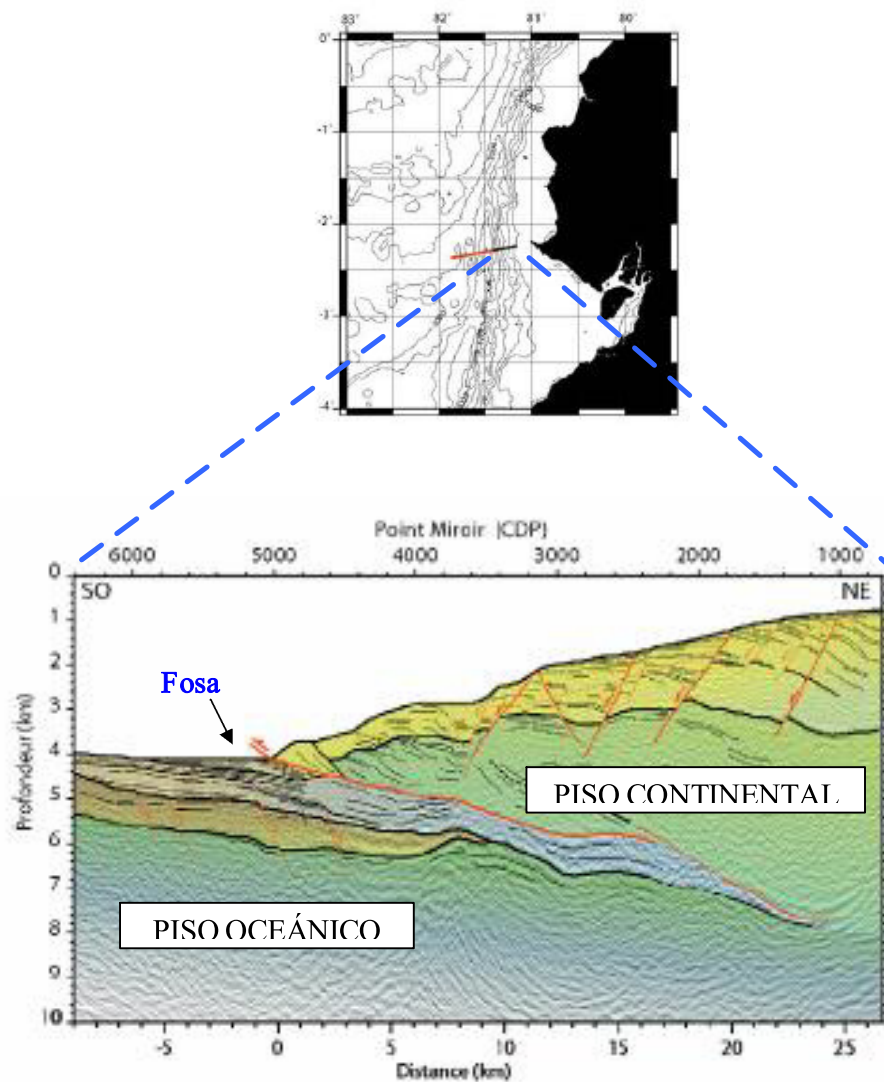 83° 82° 81° 80°
0°
-1°
-2°
-3°
-4°
Point Miroir (CDP)
6000 5000 4000 3000 2000 1000
0
SO NE
1
2
Fosa
3
4
5
PISO CONTINENTAL
6
7
8
PISO OCEÁNICO
9
10
Profondeur (km)
-5 0 5 10 15 20 25
Distance (km)